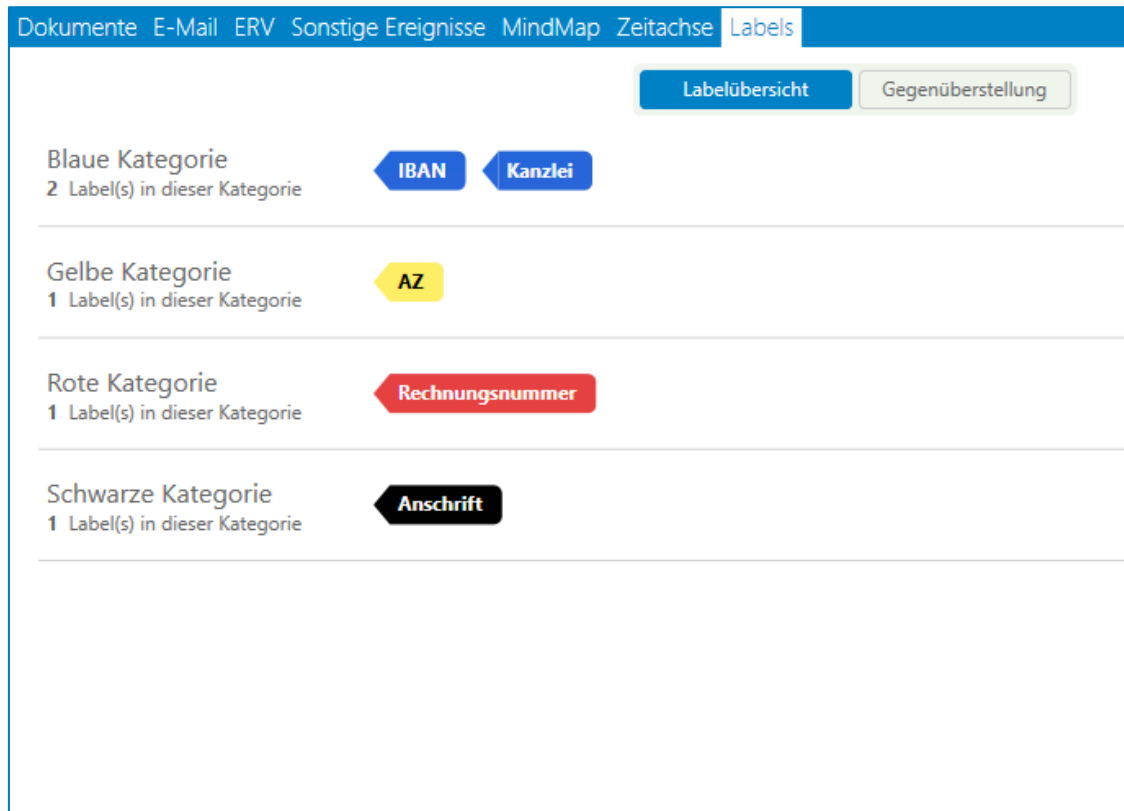 Dokumente E-Mail ERV Sonstige Ereignisse MindMap Zeitachse Labels
Labelübersicht Gegenüberstellung
Blaue Kategorie
2 Label(s) in dieser Kategorie
IBAN Kanzlei
Gelbe Kategorie
1 Label(s) in dieser Kategorie
AZ
Rote Kategorie
1 Label(s) in dieser Kategorie
Rechnungsnummer
Schwarze Kategorie
1 Label(s) in dieser Kategorie
Anschrift